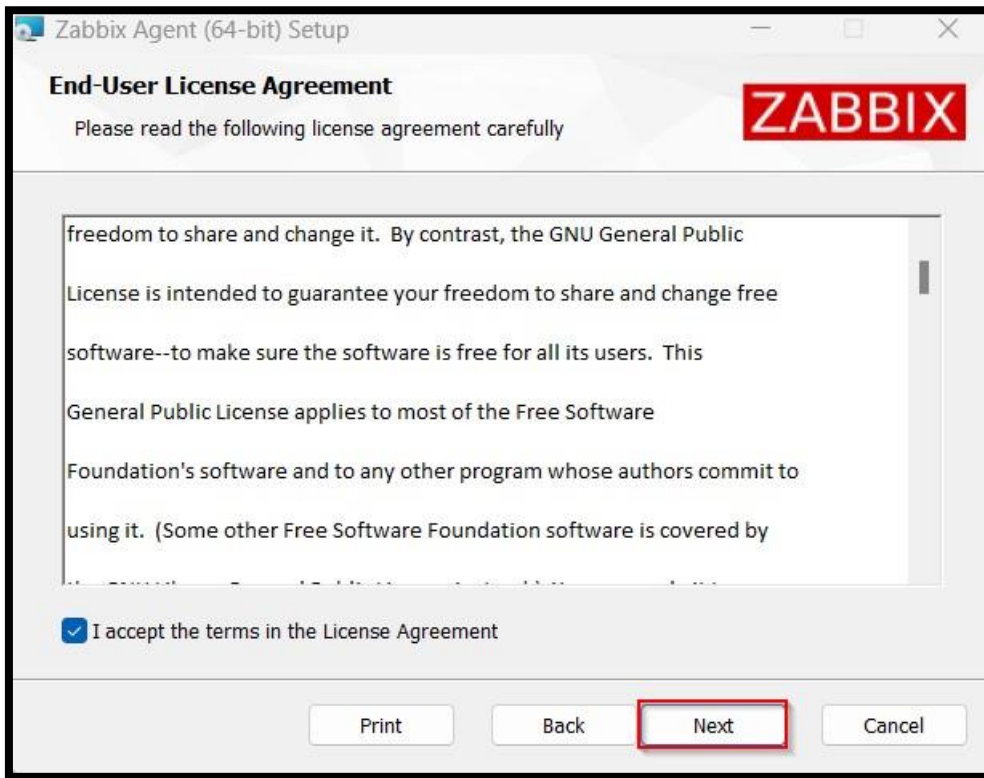 Zabbix Agent (64-bit) Setup
End-User License Agreement
Please read the following license agreement carefully
ZABBIX
freedom to share and change it.  By contrast, the GNU General Public
License is intended to guarantee your freedom to share and change free
software--to make sure the software is free for all its users.  This
General Public License applies to most of the Free Software
Foundation's software and to any other program whose authors commit to
using it.  (Some other Free Software Foundation software is covered by
I accept the terms in the License Agreement
Print Back Next Cancel